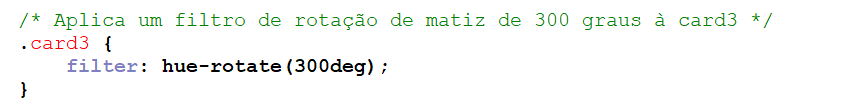 /* Aplica um filtro de rotação de matiz de 300 graus à card3 */
.card3 {
    filter: hue-rotate(300deg);
}